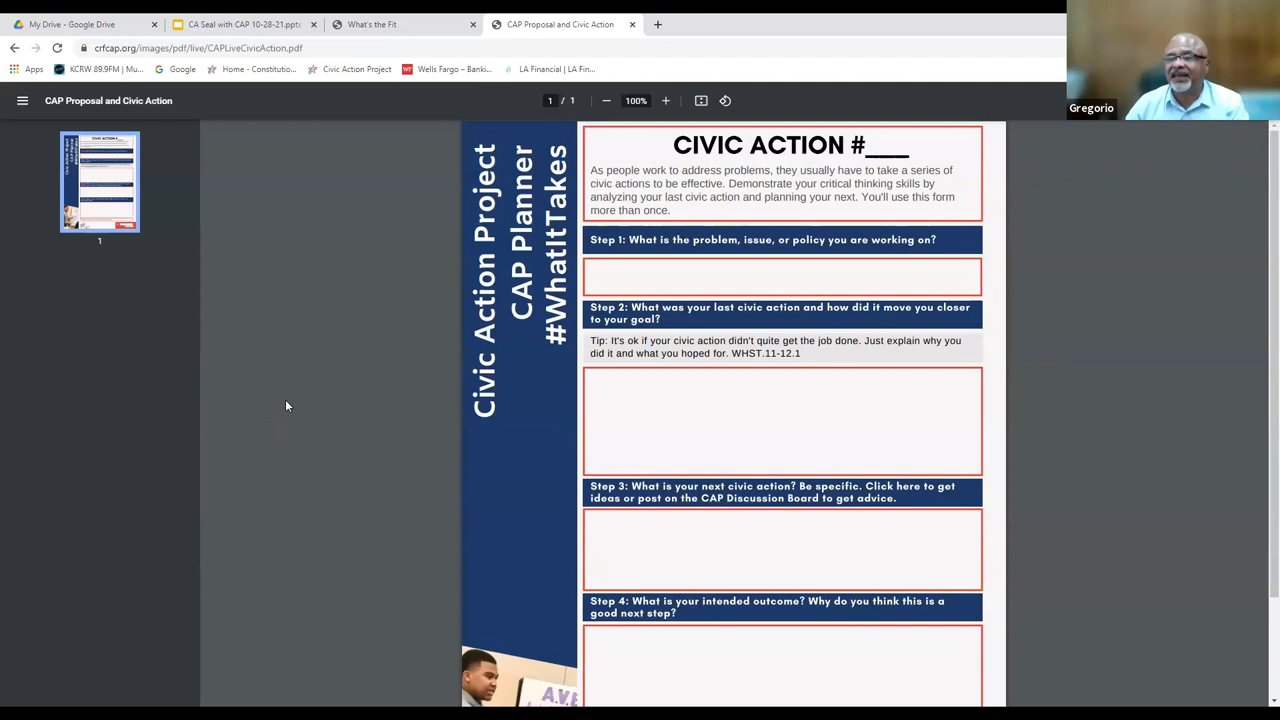 My Drive - Google Drive
CA Seal with CAP 10-28-21.pptx
What's the Fit
CAP Proposal and Civic Action
crfcap.org/images/pdf/live/CAPLiveCivicAction.pdf
Apps
KCRW 89.9FM | Mu...
Google
Home - Constitutio...
Civic Action Project
Wells Fargo – Banki...
LA Financial | LA Fin...
CAP Proposal and Civic Action
1 / 1
100%
Gregorio
1
Civic Action Project
CAP Planner
#WhatItTakes
CIVIC ACTION #___
As people work to address problems, they usually have to take a series of
civic actions to be effective. Demonstrate your critical thinking skills by
analyzing your last civic action and planning your next. You'll use this form
more than once.
Step 1: What is the problem, issue, or policy you are working on?
Step 2: What was your last civic action and how did it move you closer
to your goal?
Tip: It's ok if your civic action didn't quite get the job done. Just explain why you
did it and what you hoped for. WHST.11-12.1
Step 3: What is your next civic action? Be specific. Click here to get
ideas or post on the CAP Discussion Board to get advice.
Step 4: What is your intended outcome? Why do you think this is a
good next step?
A.V.E